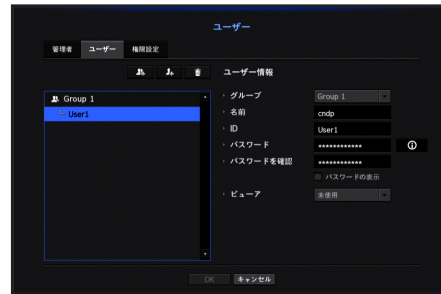 ユーザー
管理者 ユーザー 権限設定
ユーザー情報
Group 1
User1
グループ Group 1
名前 cndp
ID User1
パスワード ************
パスワードを確認 ************
パスワードの表示
ビューア 未使用
OK キャンセル